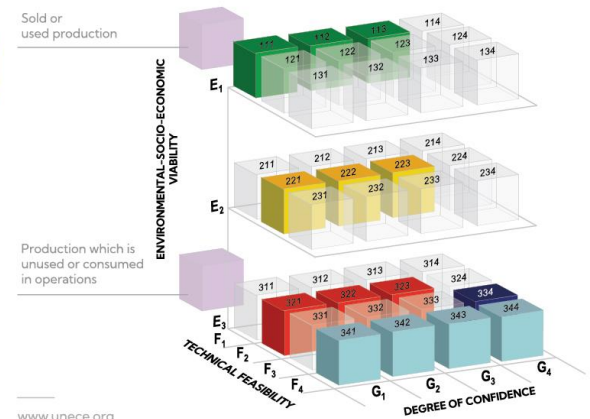 Sold or
used production
ENVIRONMENTAL-SOCIO-ECONOMIC
VIABILITY
111 112 113 114
121 122 123 124
131 132 133 134
E1
211 212 213 214
221 222 223 224
231 232 233 234
E2
Production which is
unused or consumed
in operations
311 312 313 314
321 322 323 324
331 332 333 334
341 342 343 344
E3
F1
F2
F3
F4
TECHNICAL FEASIBILITY
G1
G2
G3
G4
DEGREE OF CONFIDENCE
www.unece.org